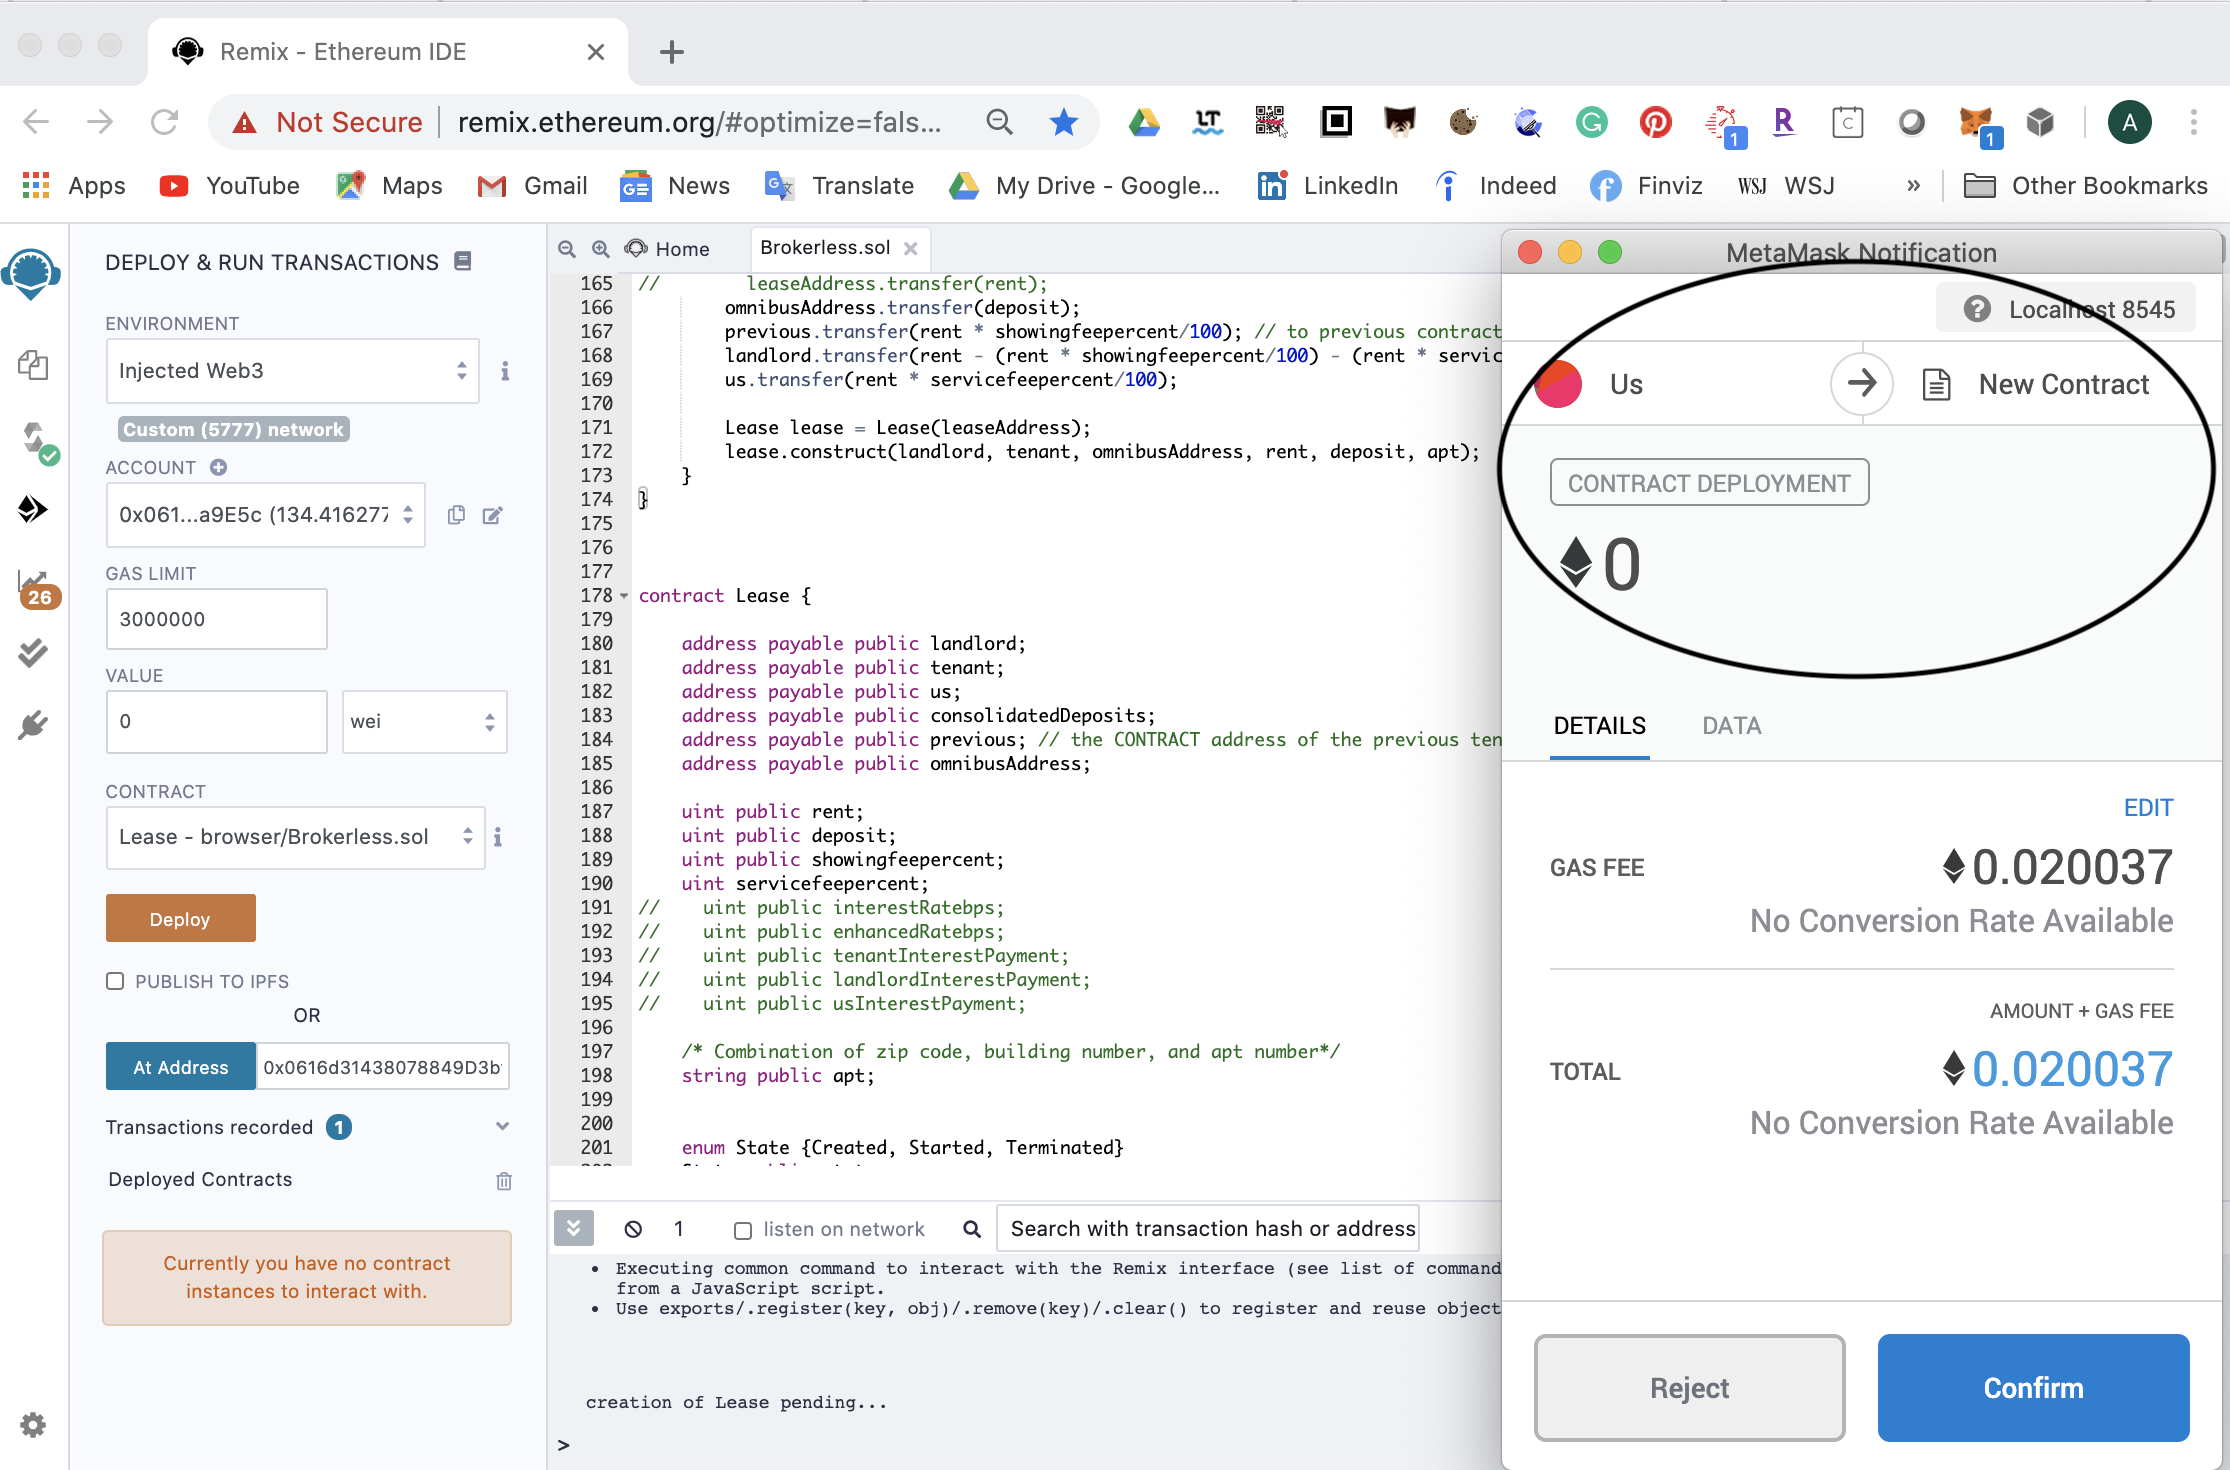 Remix - Ethereum IDE
Not Secure
remix.ethereum.org/#optimize=fals...
LT
G
1
R
C
1
A
Apps
YouTube
Maps
Gmail
GE News
Translate
My Drive - Google...
in LinkedIn
Indeed
Finviz
WSJ WSJ
»
Other Bookmarks
DEPLOY & RUN TRANSACTIONS
ENVIRONMENT
Injected Web3
Custom (5777) network
ACCOUNT
0x061...a9E5c (134.416277
GAS LIMIT
3000000
26
VALUE
0
wei
CONTRACT
Lease - browser/Brokerless.sol
Deploy
PUBLISH TO IPFS
OR
At Address
0x0616d31438078849D3b
Transactions recorded 1
Deployed Contracts
Currently you have no contract
instances to interact with.
Home
Brokerless.sol
165 //        leaseAddress.transfer(rent);
166 omnibusAddress.transfer(deposit);
167 previous.transfer(rent * showingfeepercent/100); // to previous contract
168 landlord.transfer(rent - (rent * showingfeepercent/100) - (rent * servic
169 us.transfer(rent * servicefeepercent/100);
170
171 Lease lease = Lease(leaseAddress);
172 lease.construct(landlord, tenant, omnibusAddress, rent, deposit, apt);
173 }
174 }
175
176
177
178 contract Lease {
179
180 address payable public landlord;
181 address payable public tenant;
182 address payable public us;
183 address payable public consolidatedDeposits;
184 address payable public previous; // the CONTRACT address of the previous ten
185 address payable public omnibusAddress;
186
187 uint public rent;
188 uint public deposit;
189 uint public showingfeepercent;
190 uint servicefeepercent;
191 //    uint public interestRatebps;
192 //    uint public enhancedRatebps;
193 //    uint public tenantInterestPayment;
194 //    uint public landlordInterestPayment;
195 //    uint public usInterestPayment;
196
197 /* Combination of zip code, building number, and apt number*/
198 string public apt;
199
200
201 enum State {Created, Started, Terminated}
1
listen on network
Search with transaction hash or address
• Executing common command to interact with the Remix interface (see list of command
from a JavaScript script.
• Use exports/.register(key, obj)/.remove(key)/.clear() to register and reuse object
creation of Lease pending...
>
MetaMask Notification
Localhost 8545
Us
New Contract
CONTRACT DEPLOYMENT
0
DETAILS
DATA
EDIT
GAS FEE
0.020037
No Conversion Rate Available
AMOUNT + GAS FEE
TOTAL
0.020037
No Conversion Rate Available
Reject
Confirm